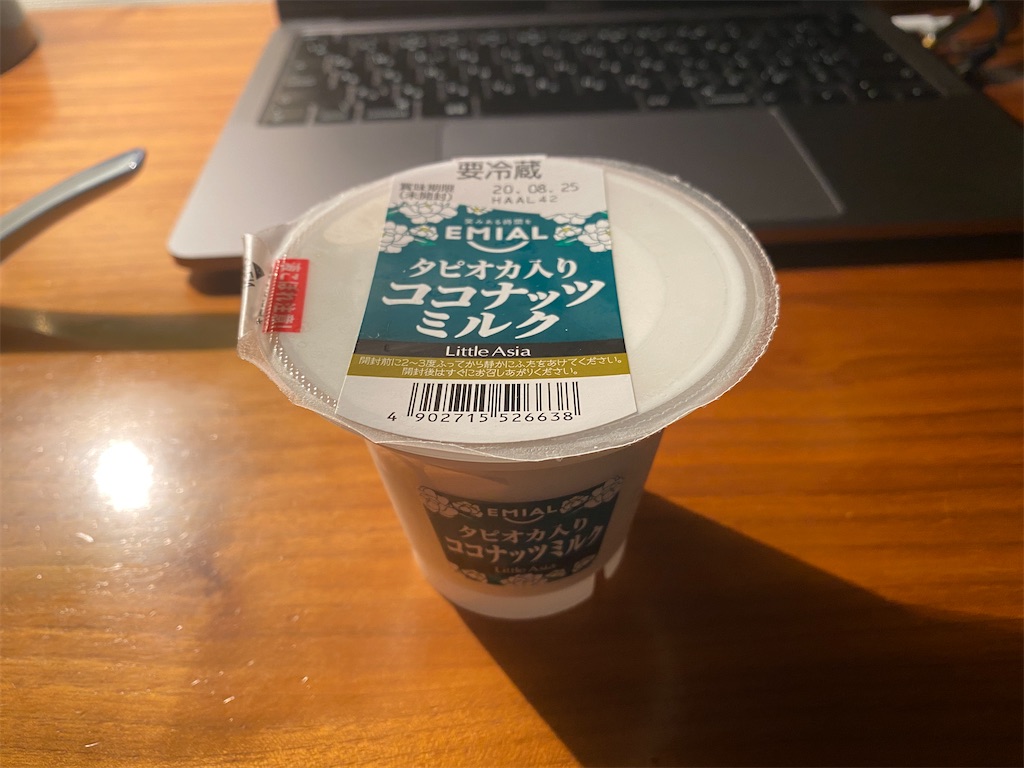 要冷蔵
賞味期限 20.08.25
(未開封) HAAL42
EMIAL
タピオカ入り
ココナッツ
ミルク
Little Asia
開封前に2〜3度ふってから静かにふたをあけてください。
開封後はすぐにお召しあがりください。
4 902715 526638
EMIAL
タピオカ入り
ココナッツミルク
Little Asia